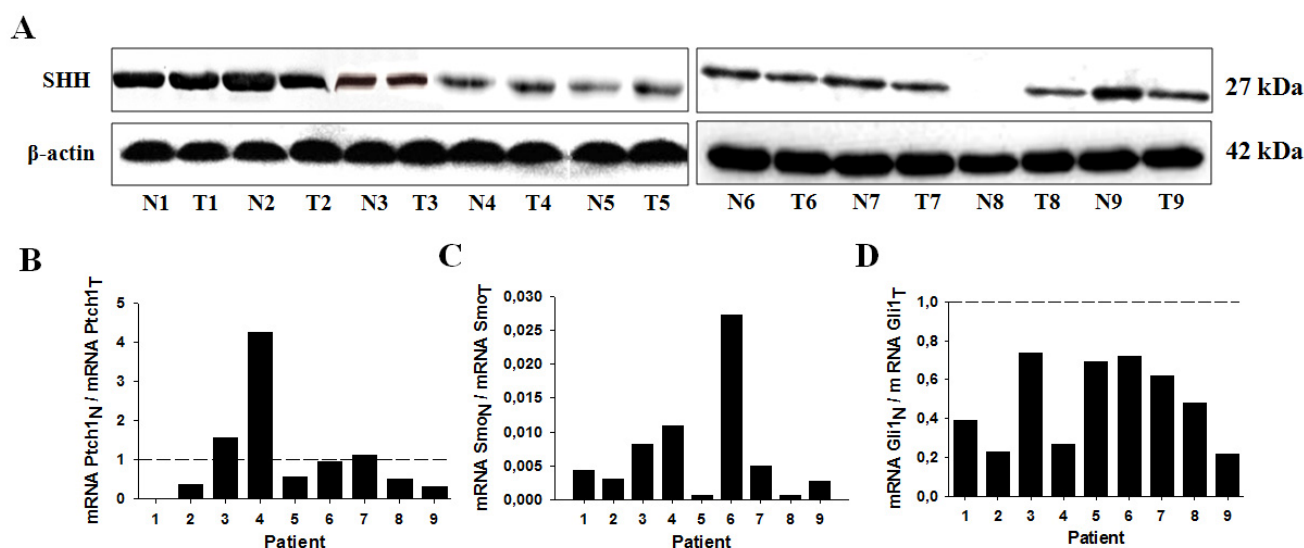 A
SHH 27 kDa
β-actin 42 kDa
N1 T1 N2 T2 N3 T3 N4 T4 N5 T5 N6 T6 N7 T7 N8 T8 N9 T9
B
mRNA Ptch1N / mRNA Ptch1T
5
4
3
2
1
0
1 2 3 4 5 6 7 8 9
Patient
C
mRNA SmoN / mRNA SmoT
0,030
0,025
0,020
0,015
0,010
0,005
0,000
1 2 3 4 5 6 7 8 9
Patient
D
mRNA Gli1N / m RNA Gli1T
1,0
0,8
0,6
0,4
0,2
0,0
1 2 3 4 5 6 7 8 9
Patient